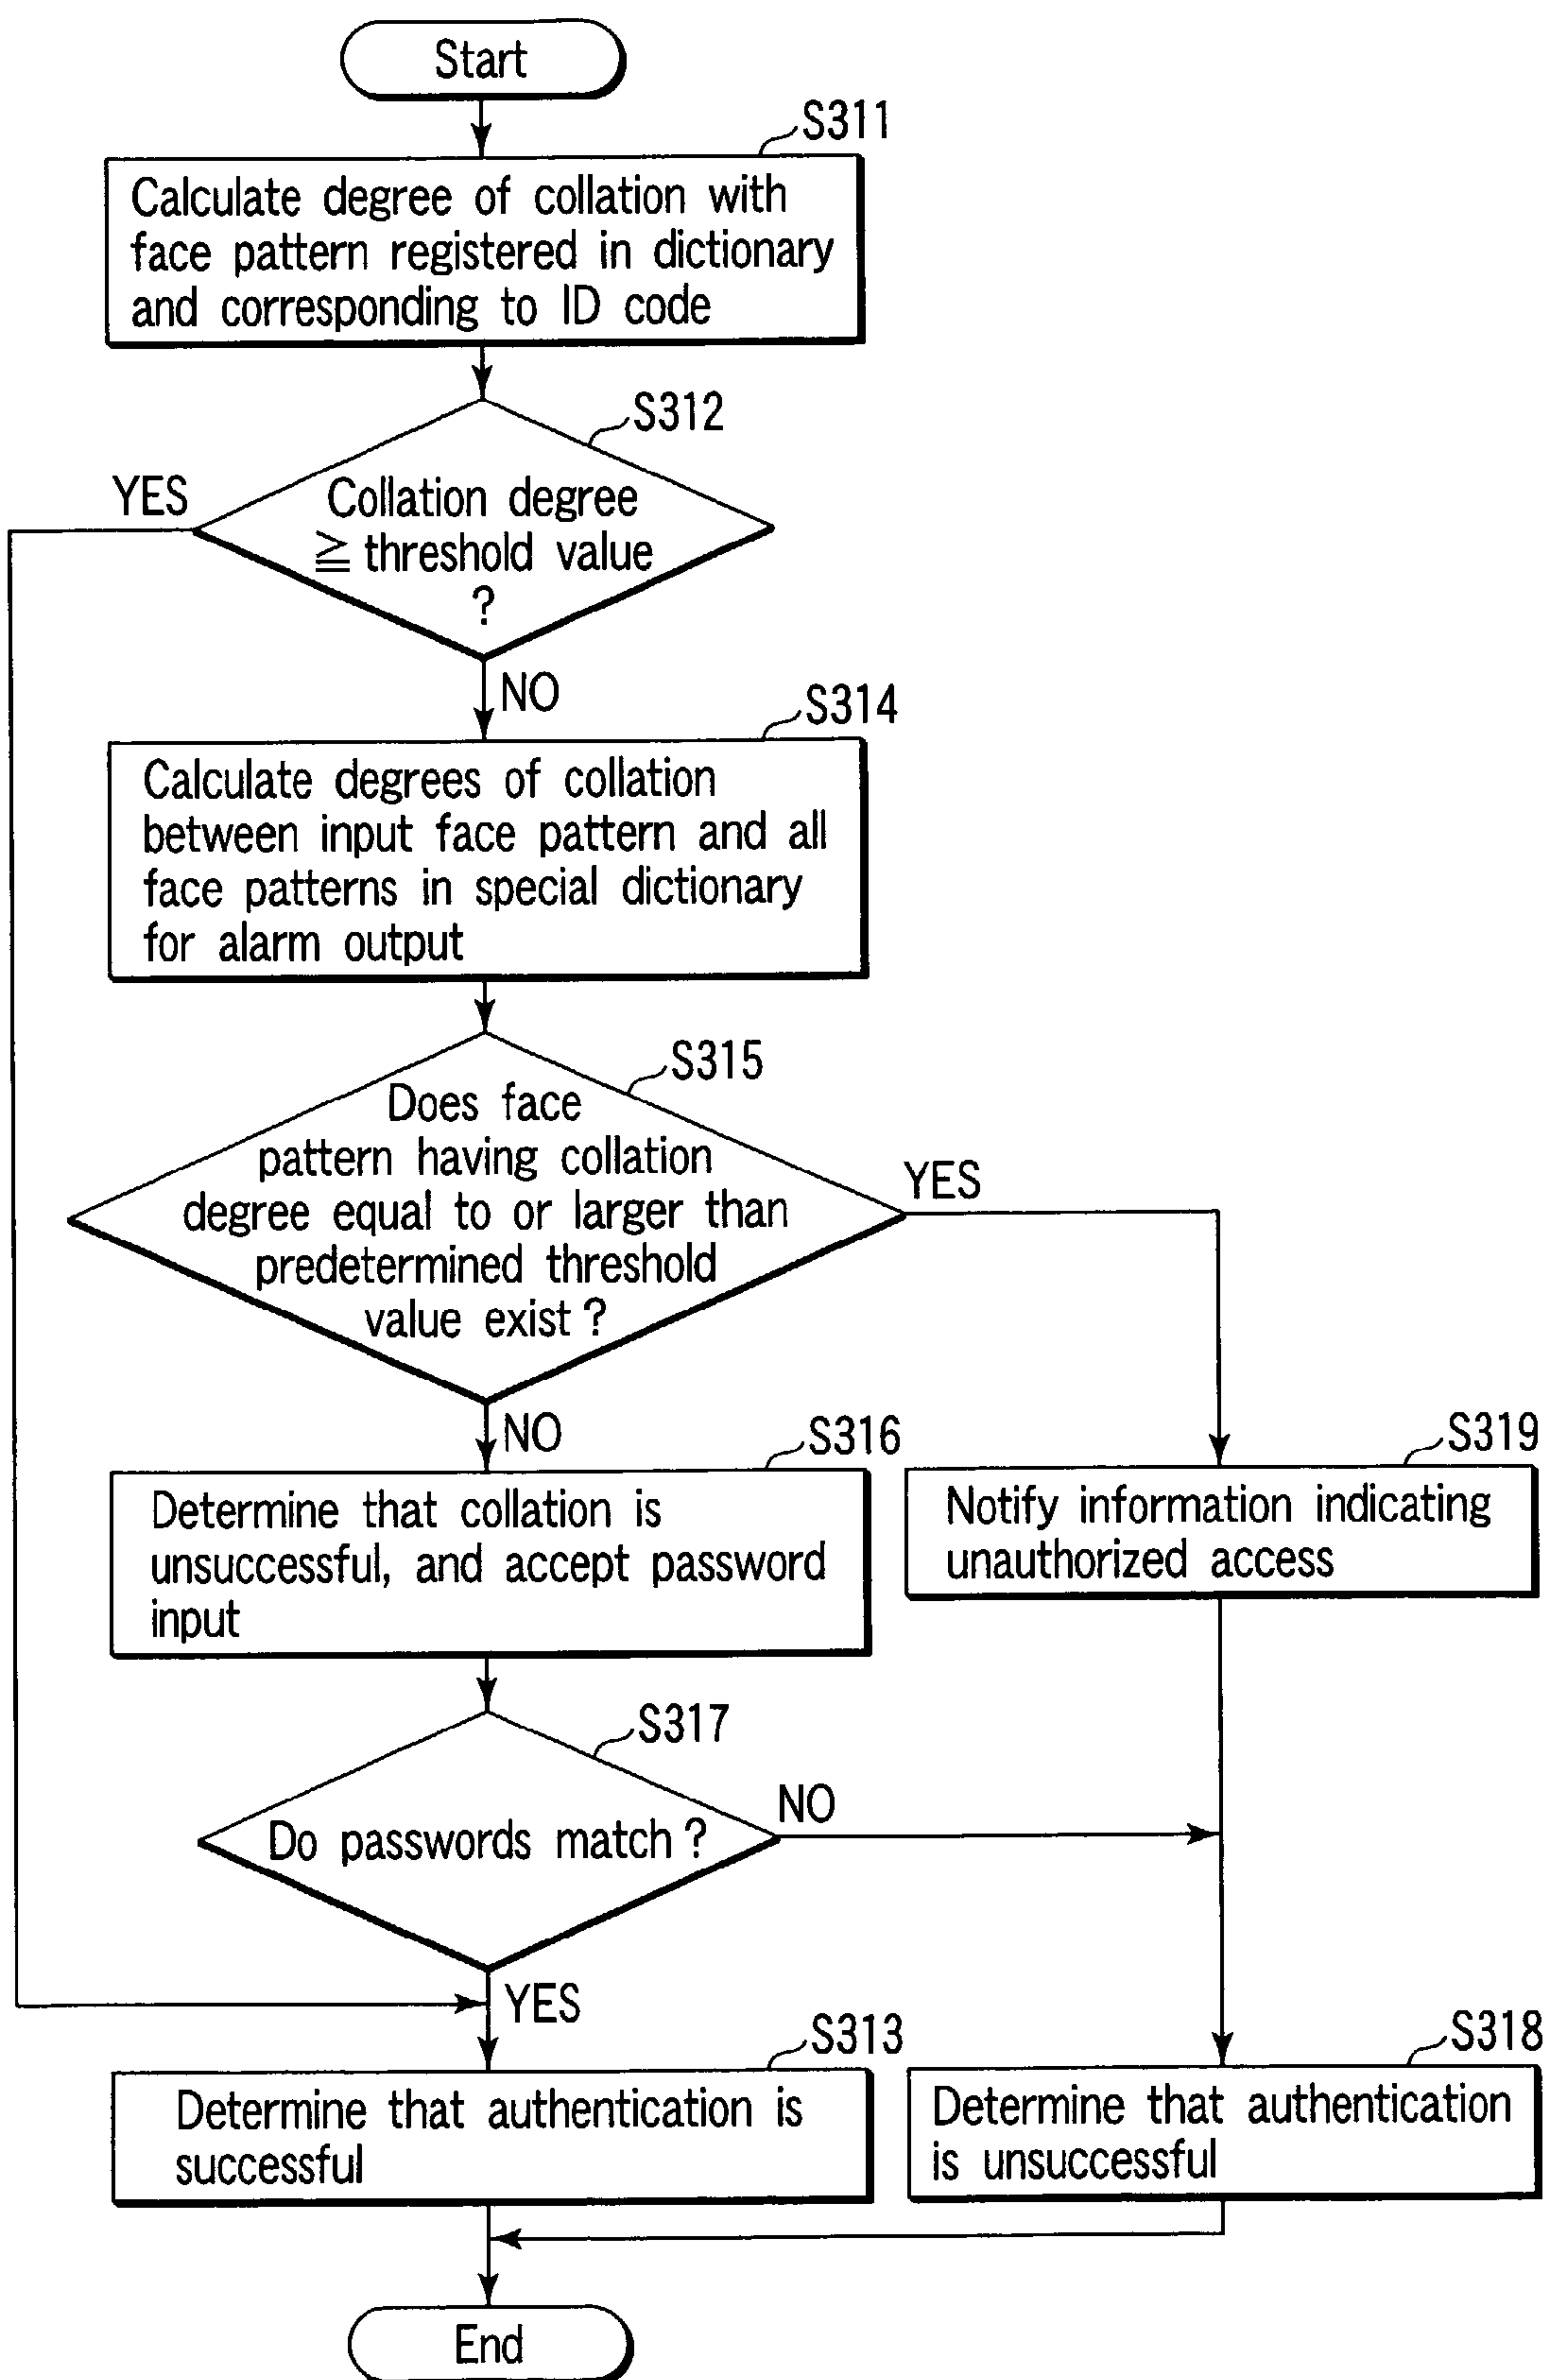 Start
S311
Calculate degree of collation with
face pattern registered in dictionary
and corresponding to ID code
S312
YES
Collation degree
≧ threshold value
?
NO
S314
Calculate degrees of collation
between input face pattern and all
face patterns in special dictionary
for alarm output
S315
Does face
pattern having collation
degree equal to or larger than
predetermined threshold
value exist ?
YES
NO
S316
Determine that collation is
unsuccessful, and accept password
input
S319
Notify information indicating
unauthorized access
S317
Do passwords match ?
NO
YES
S313
Determine that authentication is
successful
S318
Determine that authentication
is unsuccessful
End